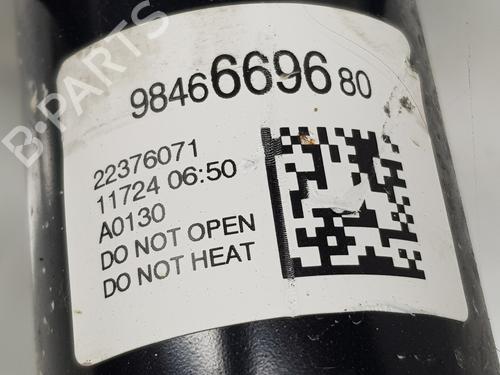 B-PARTS
98466696 80
22376071
11724 06:50
A0130
DO NOT OPEN
DO NOT HEAT